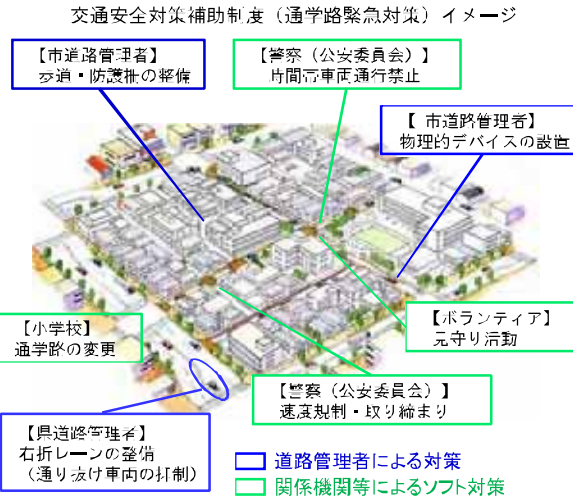 交通安全対策補助制度（通学路緊急対策）イメージ
【市道路管理者】
歩道・防護柵の整備
【警察（公安委員会）】
時間帯車両通行禁止
【 市道路管理者】
物理的デバイスの設置
【小学校】
通学路の変更
【ボランティア】
見守り活動
【警察（公安委員会）】
速度規制・取り締まり
【県道路管理者】
右折レーンの整備
（通り抜け車両の抑制）
道路管理者による対策
関係機関等によるソフト対策